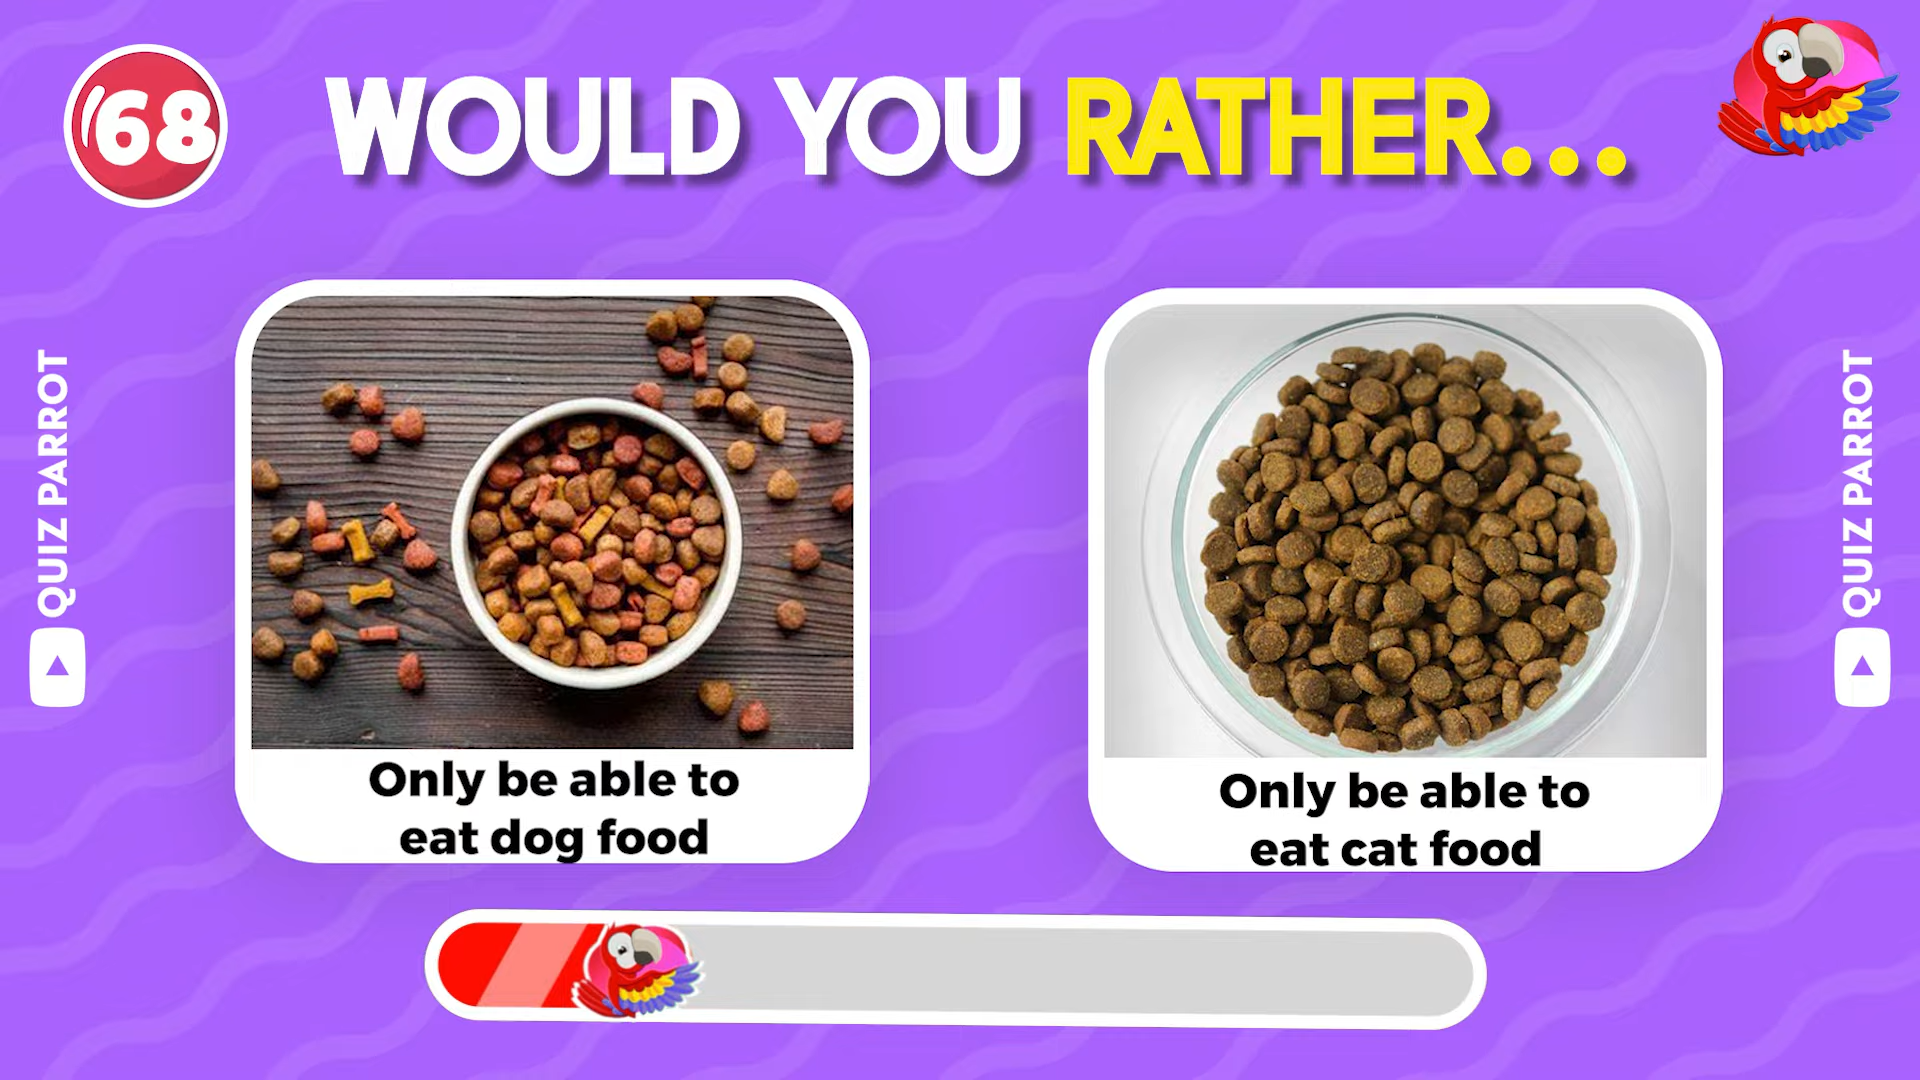 68
WOULD YOU RATHER...
QUIZ PARROT
QUIZ PARROT
Only be able to
eat dog food
Only be able to
eat cat food